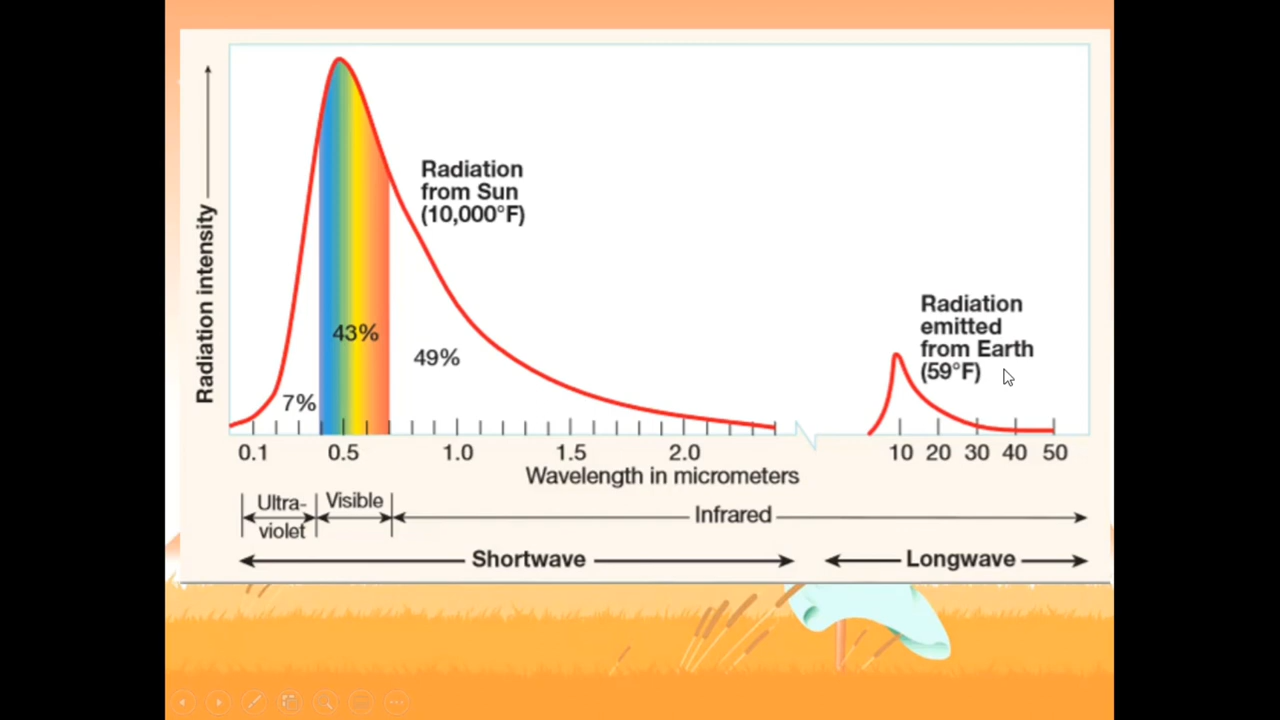 Radiation intensity
Radiation
from Sun
(10,000°F)
43%
49%
7%
Radiation
emitted
from Earth
(59°F)
0.1 0.5 1.0 1.5 2.0 10 20 30 40 50
Wavelength in micrometers
Ultra-
violet
Visible
Infrared
Shortwave
Longwave